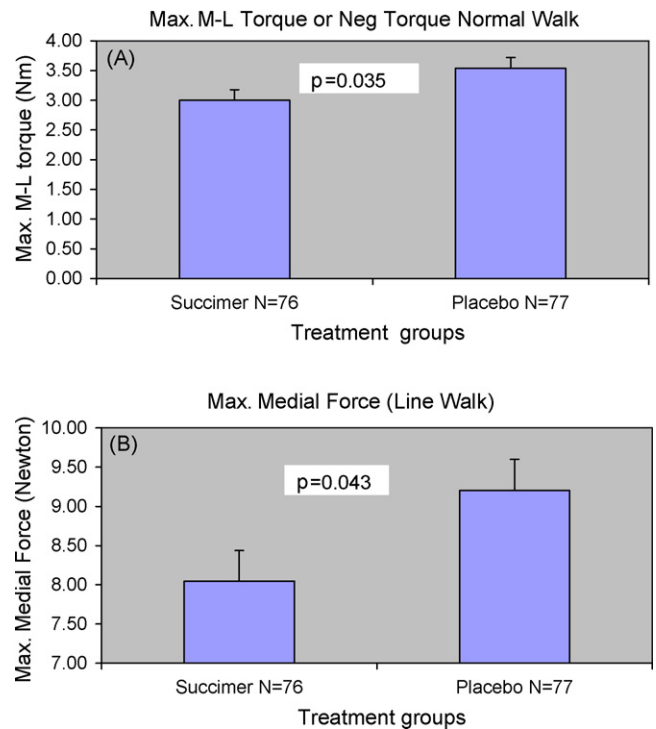 Max. M-L Torque or Neg Torque Normal Walk
(A)
p=0.035
Max. M-L torque (Nm)
4.00
3.50
3.00
2.50
2.00
1.50
1.00
0.50
0.00
Succimer N=76 Placebo N=77
Treatment groups
Max. Medial Force (Line Walk)
(B)
p=0.043
Max. Medial Force (Newton)
10.00
9.50
9.00
8.50
8.00
7.50
7.00
Succimer N=76 Placebo N=77
Treatment groups